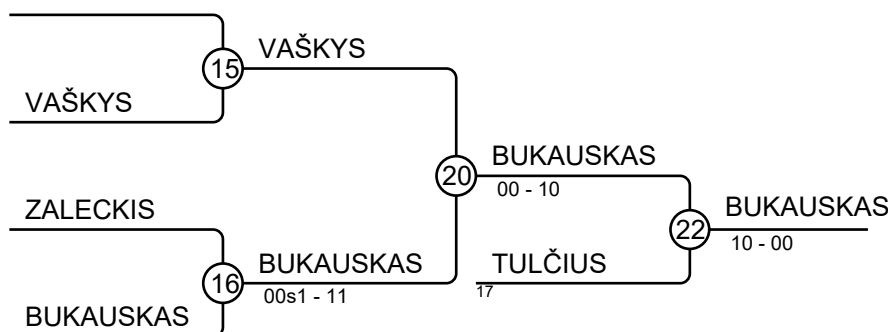 15
VAŠKYS
VAŠKYS
20
BUKAUSKAS
00 - 10
ZALECKIS
22
BUKAUSKAS
10 - 00
16
BUKAUSKAS
00s1 - 11
TULČIUS
17
BUKAUSKAS